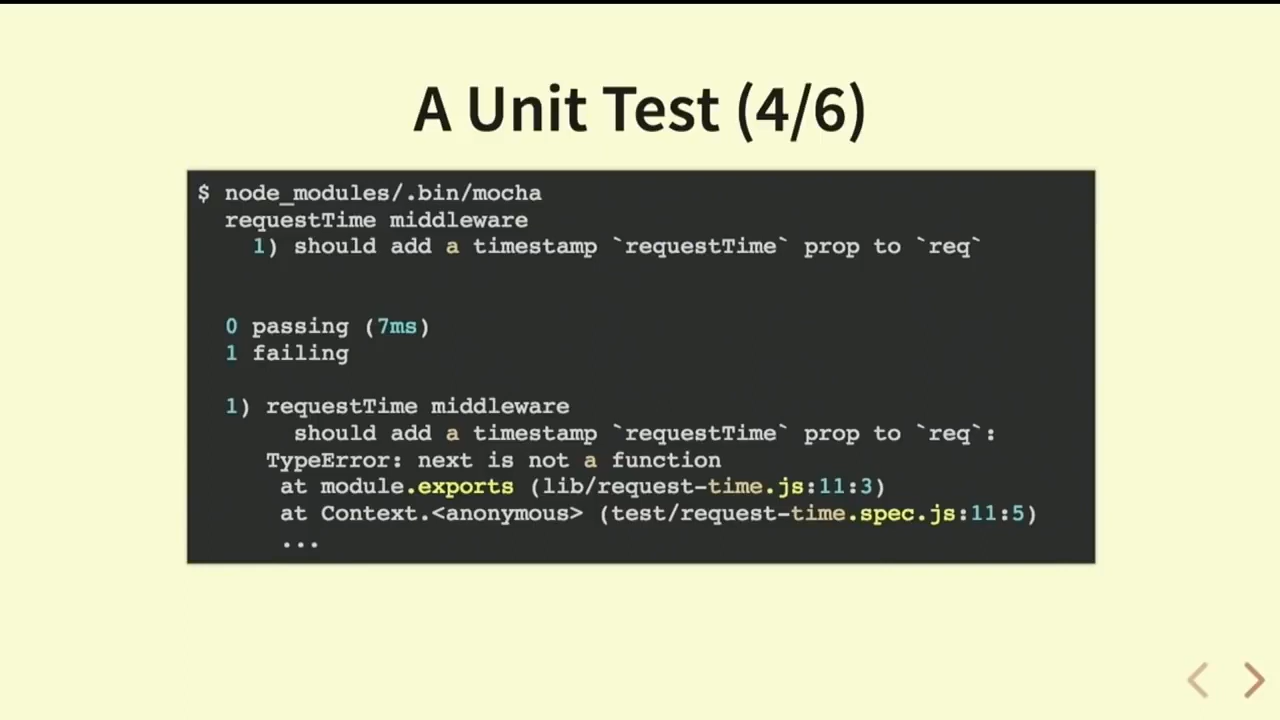 A Unit Test (4/6)
$ node_modules/.bin/mocha
requestTime middleware
1) should add a timestamp `requestTime` prop to `req`
0 passing (7ms)
1 failing
1) requestTime middleware
should add a timestamp `requestTime` prop to `req`:
TypeError: next is not a function
at module.exports (lib/request-time.js:11:3)
at Context.<anonymous> (test/request-time.spec.js:11:5)
...